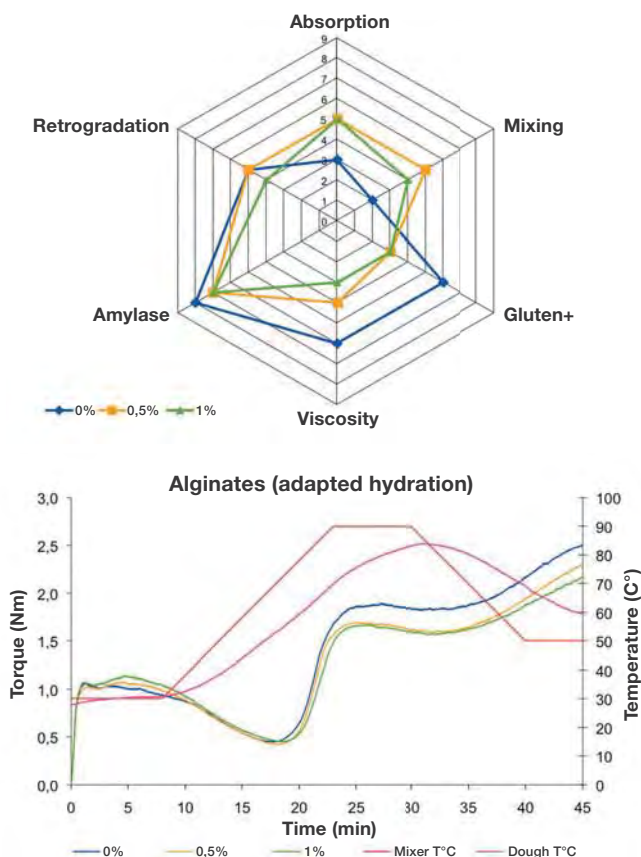 Absorption
9
8
7
6
5
4
3
2
1
0
Retrogradation
Mixing
Amylase
Gluten+
Viscosity
0% 0,5% 1%
Alginates (adapted hydration)
3,0 100
90
2,5 80
70
2,0 60
1,5 50
40
1,0 30
0,5 20
10
0,0 0
Torque (Nm)
Temperature (C°)
0 5 10 15 20 25 30 35 40 45
Time (min)
0% 0,5% 1% Mixer T°C Dough T°C